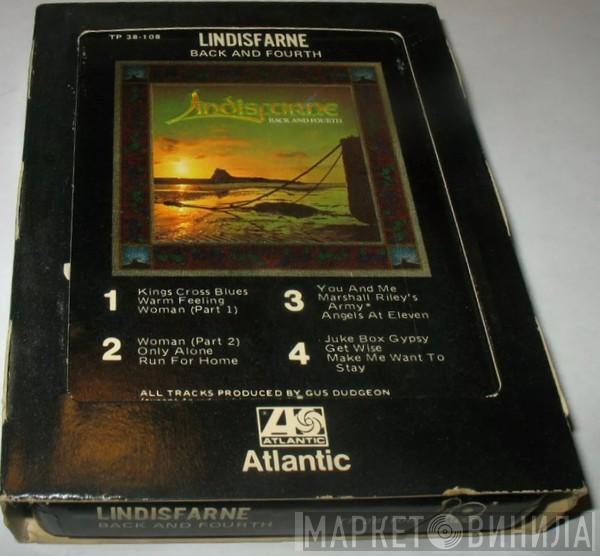 TP 38-108
LINDISFARNE
BACK AND FOURTH
Lindisfarne
BACK AND FOURTH
1
Kings Cross Blues
Warm Feeling
Woman (Part 1)
2
Woman (Part 2)
Only Alone
Run For Home
3
You And Me
Marshall Riley's
Army*
Angels At Eleven
4
Juke Box Gypsy
Get Wise
Make Me Want To
Stay
ALL TRACKS PRODUCED BY GUS DUDGEON
ATLANTIC
Atlantic
LINDISFARNE
BACK AND FOURTH
МАРКЕТ ВИНИЛА